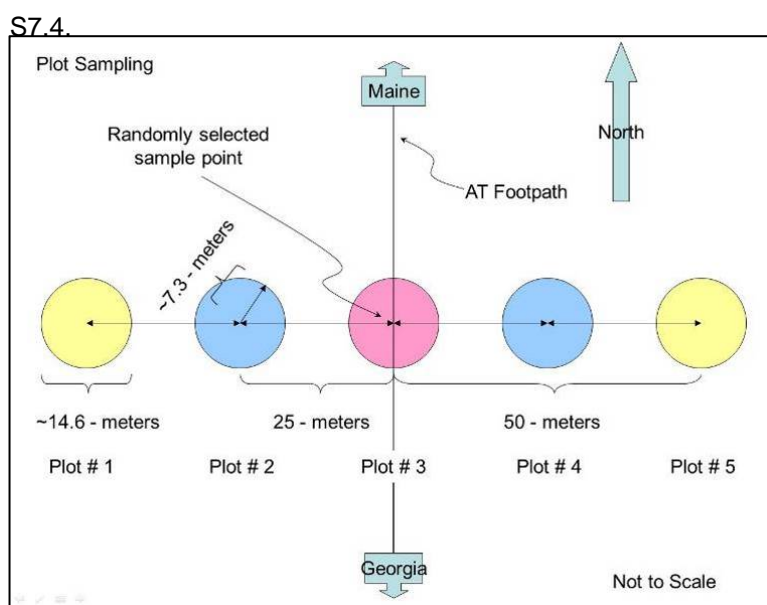 S7.4.
Plot Sampling
Maine
North
Randomly selected
sample point
AT Footpath
~7.3 - meters
~14.6 - meters
25 - meters
50 - meters
Plot # 1
Plot # 2
Plot # 3
Plot # 4
Plot # 5
Georgia
Not to Scale